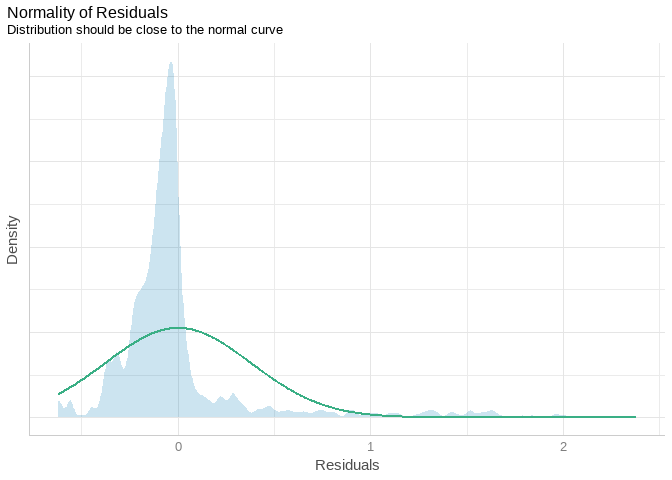 Normality of Residuals
Distribution should be close to the normal curve
Density
0
1
2
Residuals